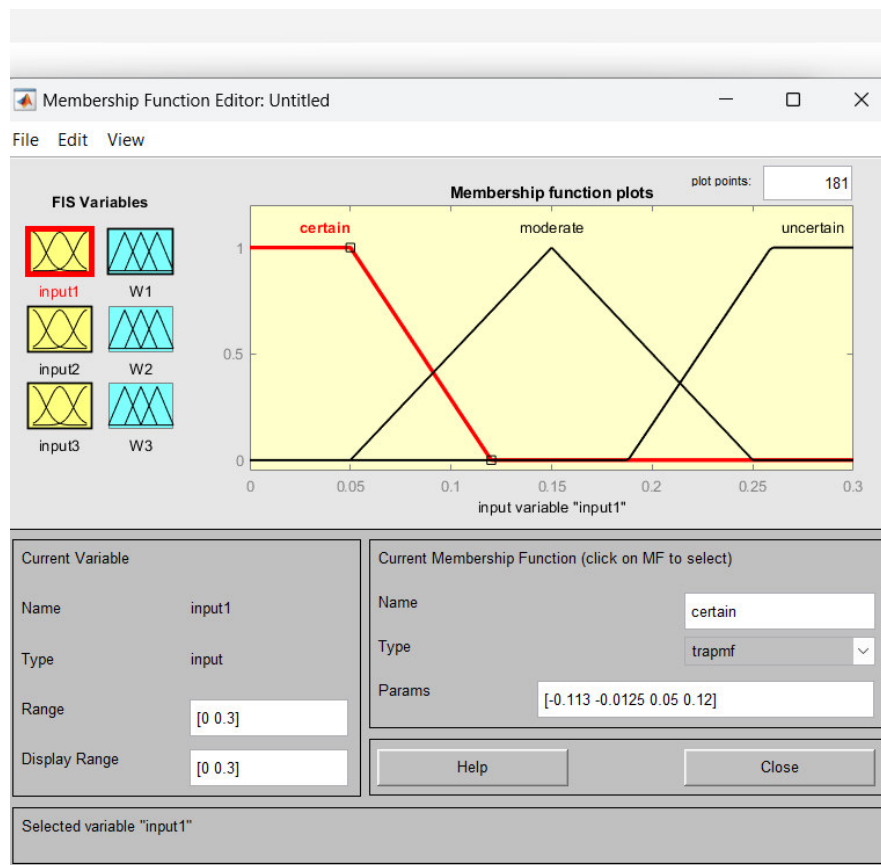 Membership Function Editor: Untitled
File Edit View
FIS Variables
input1 W1
input2 W2
input3 W3
Membership function plots
plot points: 181
certain moderate uncertain
1
0.5
0
0 0.05 0.1 0.15 0.2 0.25 0.3
input variable "input1"
Current Variable
Name input1
Type input
Range [0 0.3]
Display Range [0 0.3]
Current Membership Function (click on MF to select)
Name certain
Type trapmf
Params [-0.113 -0.0125 0.05 0.12]
Help Close
Selected variable "input1"